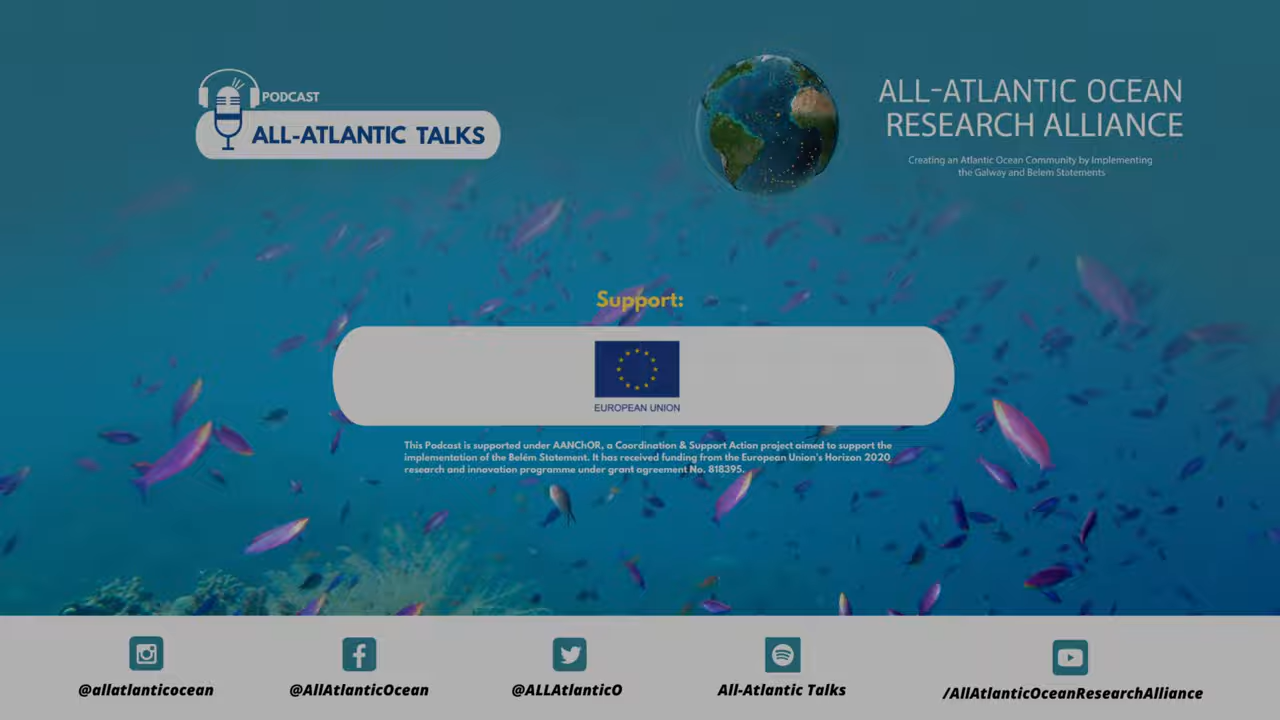 PODCAST
ALL-ATLANTIC TALKS
ALL-ATLANTIC OCEAN
RESEARCH ALLIANCE
Creating an Atlantic Ocean Community by Implementing
the Galway and Belem Statements
Support:
EUROPEAN UNION
This Podcast is supported under AANChOR, a Coordination & Support Action project aimed to support the
implementation of the Belém Statement. It has received funding from the European Union's Horizon 2020
research and innovation programme under grant agreement No. 818395.
@allatlanticocean
@AllAtlanticOcean
@ALLAtlanticO
All-Atlantic Talks
/AllAtlanticOceanResearchAlliance